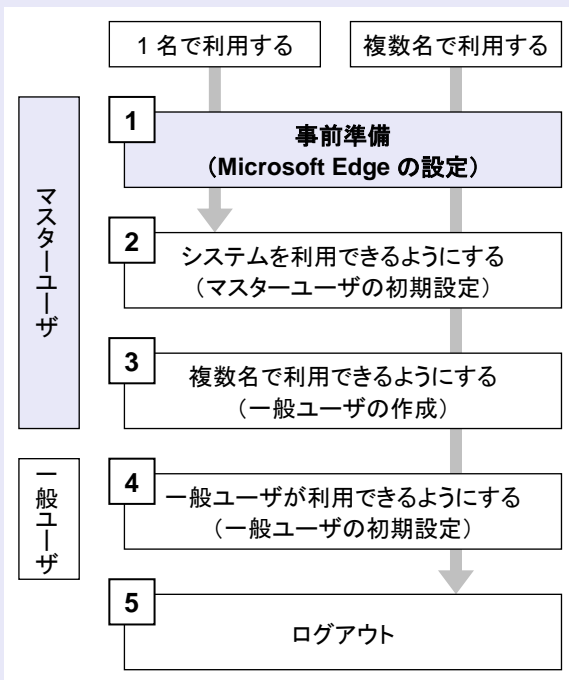 1 名で利用する
複数名で利用する
マスターユーザ
1
事前準備
（Microsoft Edge の設定）
2
システムを利用できるようにする
（マスターユーザの初期設定）
3
複数名で利用できるようにする
（一般ユーザの作成）
一般ユーザ
4
一般ユーザが利用できるようにする
（一般ユーザの初期設定）
5
ログアウト